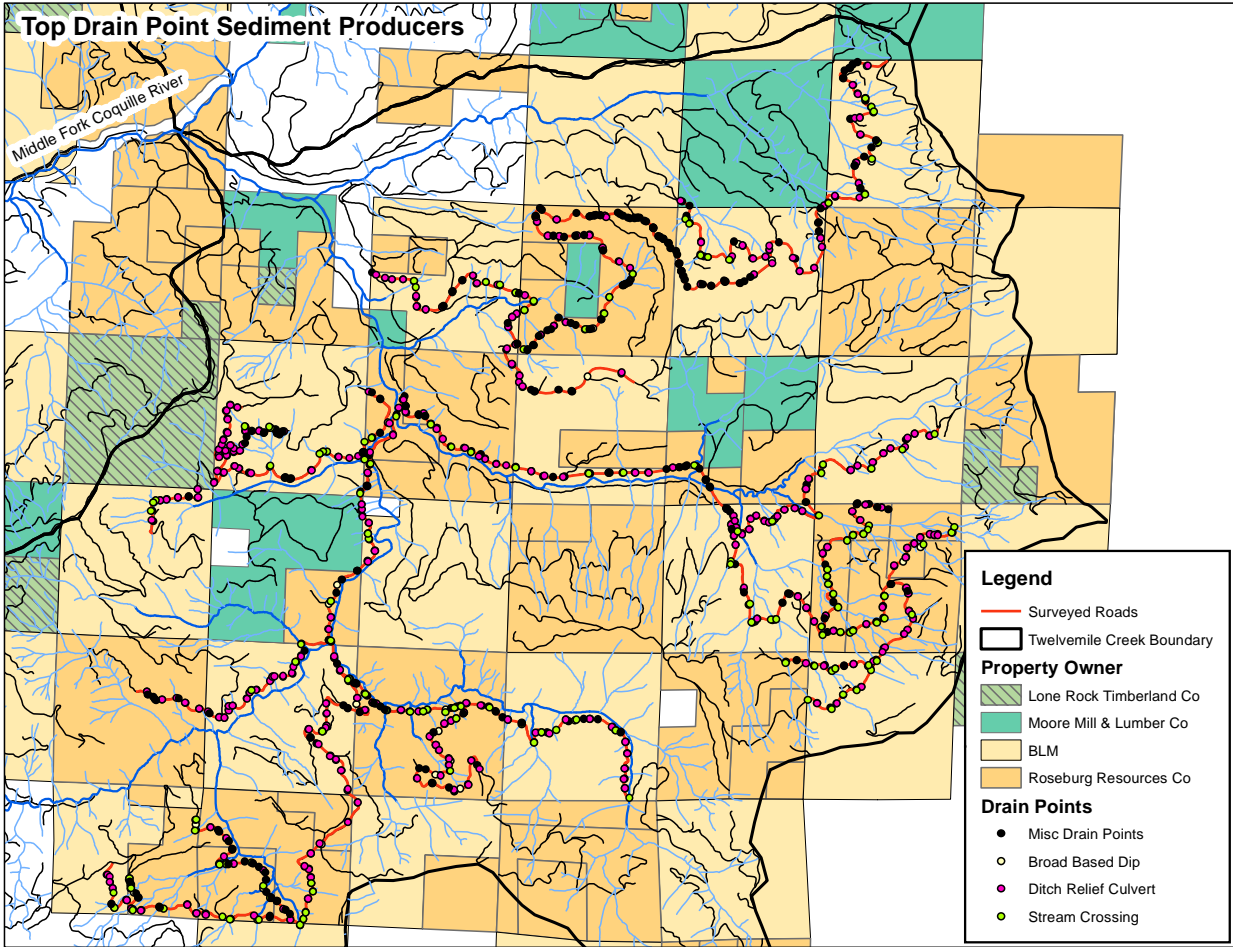 Top Drain Point Sediment Producers
Middle Fork Coquille River
Legend
Surveyed Roads
Twelvemile Creek Boundary
Property Owner
Lone Rock Timberland Co
Moore Mill & Lumber Co
BLM
Roseburg Resources Co
Drain Points
Misc Drain Points
Broad Based Dip
Ditch Relief Culvert
Stream Crossing